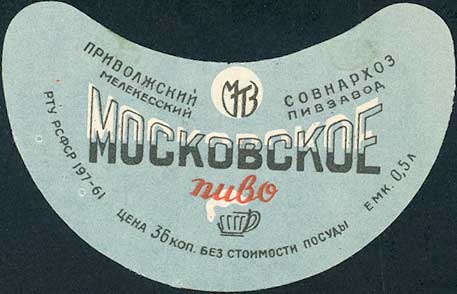 ПРИВОЛЖСКИЙ СОВНАРХОЗ
МЕЛЕКЕССКИЙ ПИВЗАВОД
МПЗ
МОСКОВСКОЕ
пиво
РТУ РСФСР 197-61
ЦЕНА 36 КОП. БЕЗ СТОИМОСТИ ПОСУДЫ
ЕМК. 0,5 Л